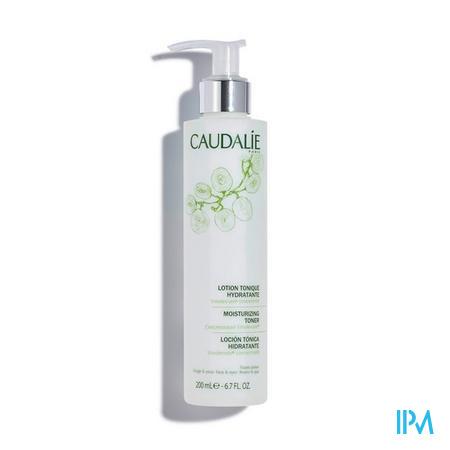 CAUDALIE
PARIS
LOTION TONIQUE
HYDRATANTE
MOISTURIZING
TONER
LOCIÓN TÓNICA
HIDRATANTE
200 mL ℮ - 6.7 FL. OZ.
IPM